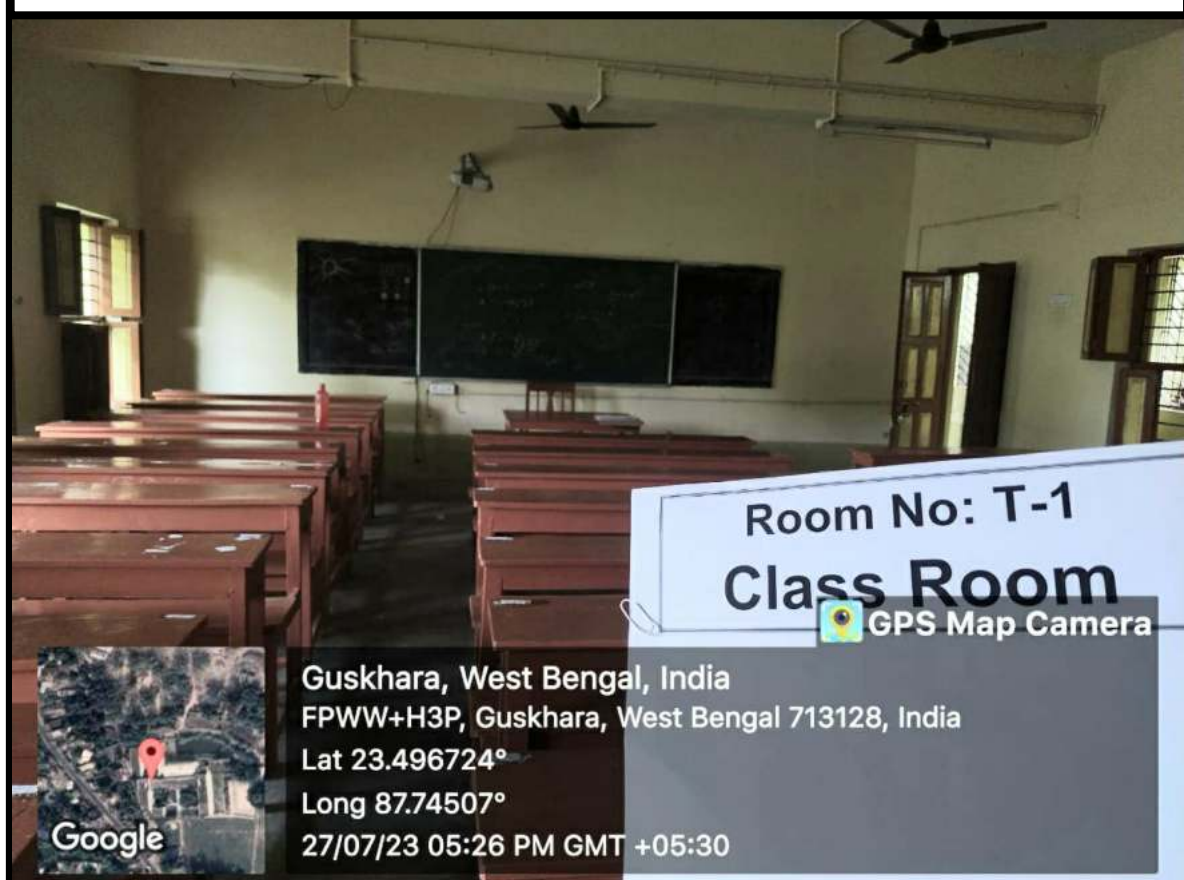 Room No: T-1
Class Room
GPS Map Camera
Guskhara, West Bengal, India
FPWW+H3P, Guskhara, West Bengal 713128, India
Lat 23.496724°
Long 87.74507°
27/07/23 05:26 PM GMT +05:30
Google